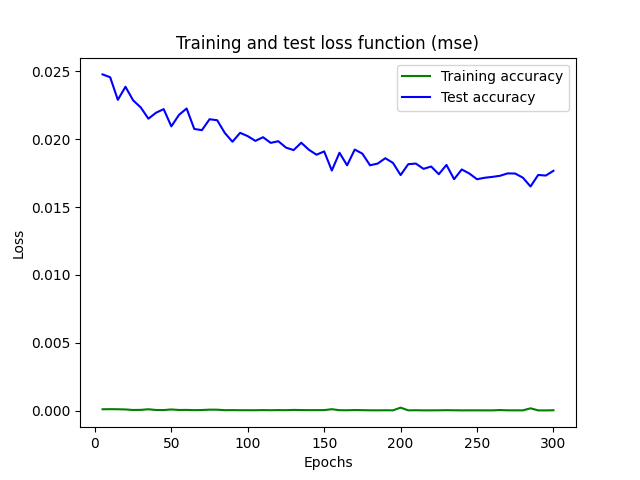 Training and test loss function (mse)
Training accuracy
Test accuracy
0.025
0.020
0.015
0.010
0.005
0.000
Loss
0 50 100 150 200 250 300
Epochs